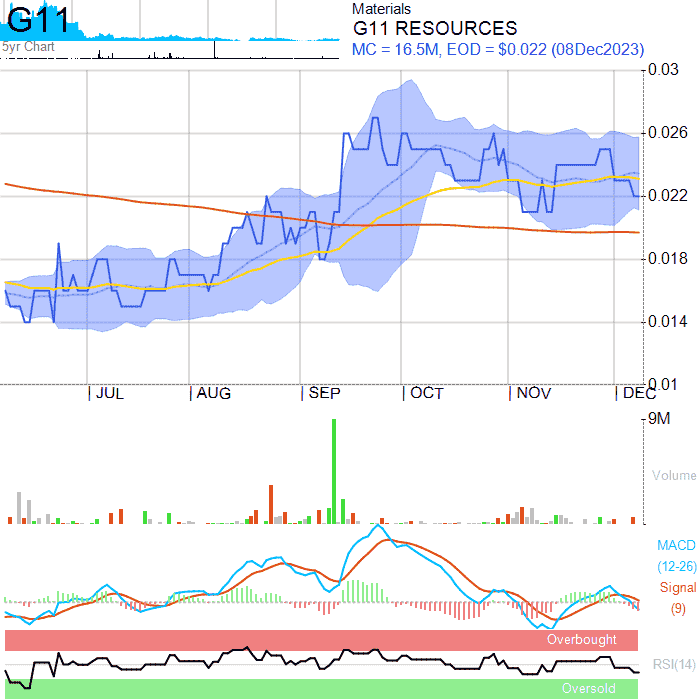 G11
5yr Chart
Materials
G11 RESOURCES
MC = 16.5M, EOD = $0.022 (08Dec2023)
0.03
0.026
0.022
0.018
0.014
0.01
JUL AUG SEP OCT NOV DEC
9M
Volume
MACD
(12-26)
Signal
(9)
Overbought
RSI(14)
Oversold